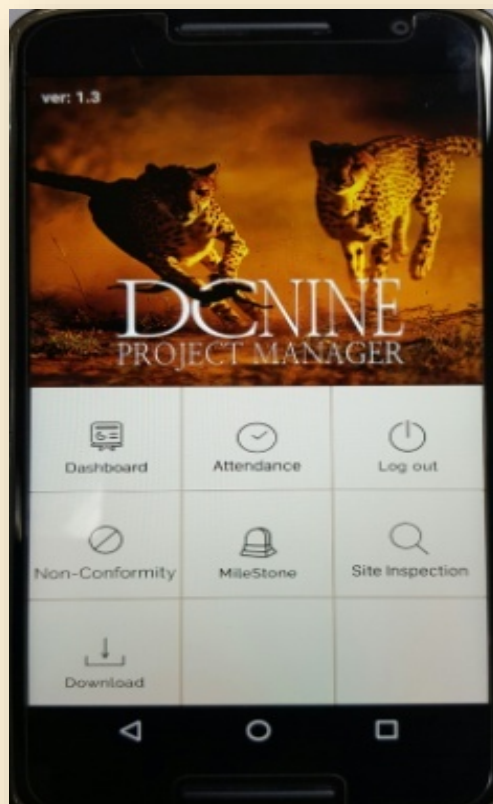 ver: 1.3
DCNINE
PROJECT MANAGER
Dashboard
Attendance
Log out
Non-Conformity
MileStone
Site Inspection
Download